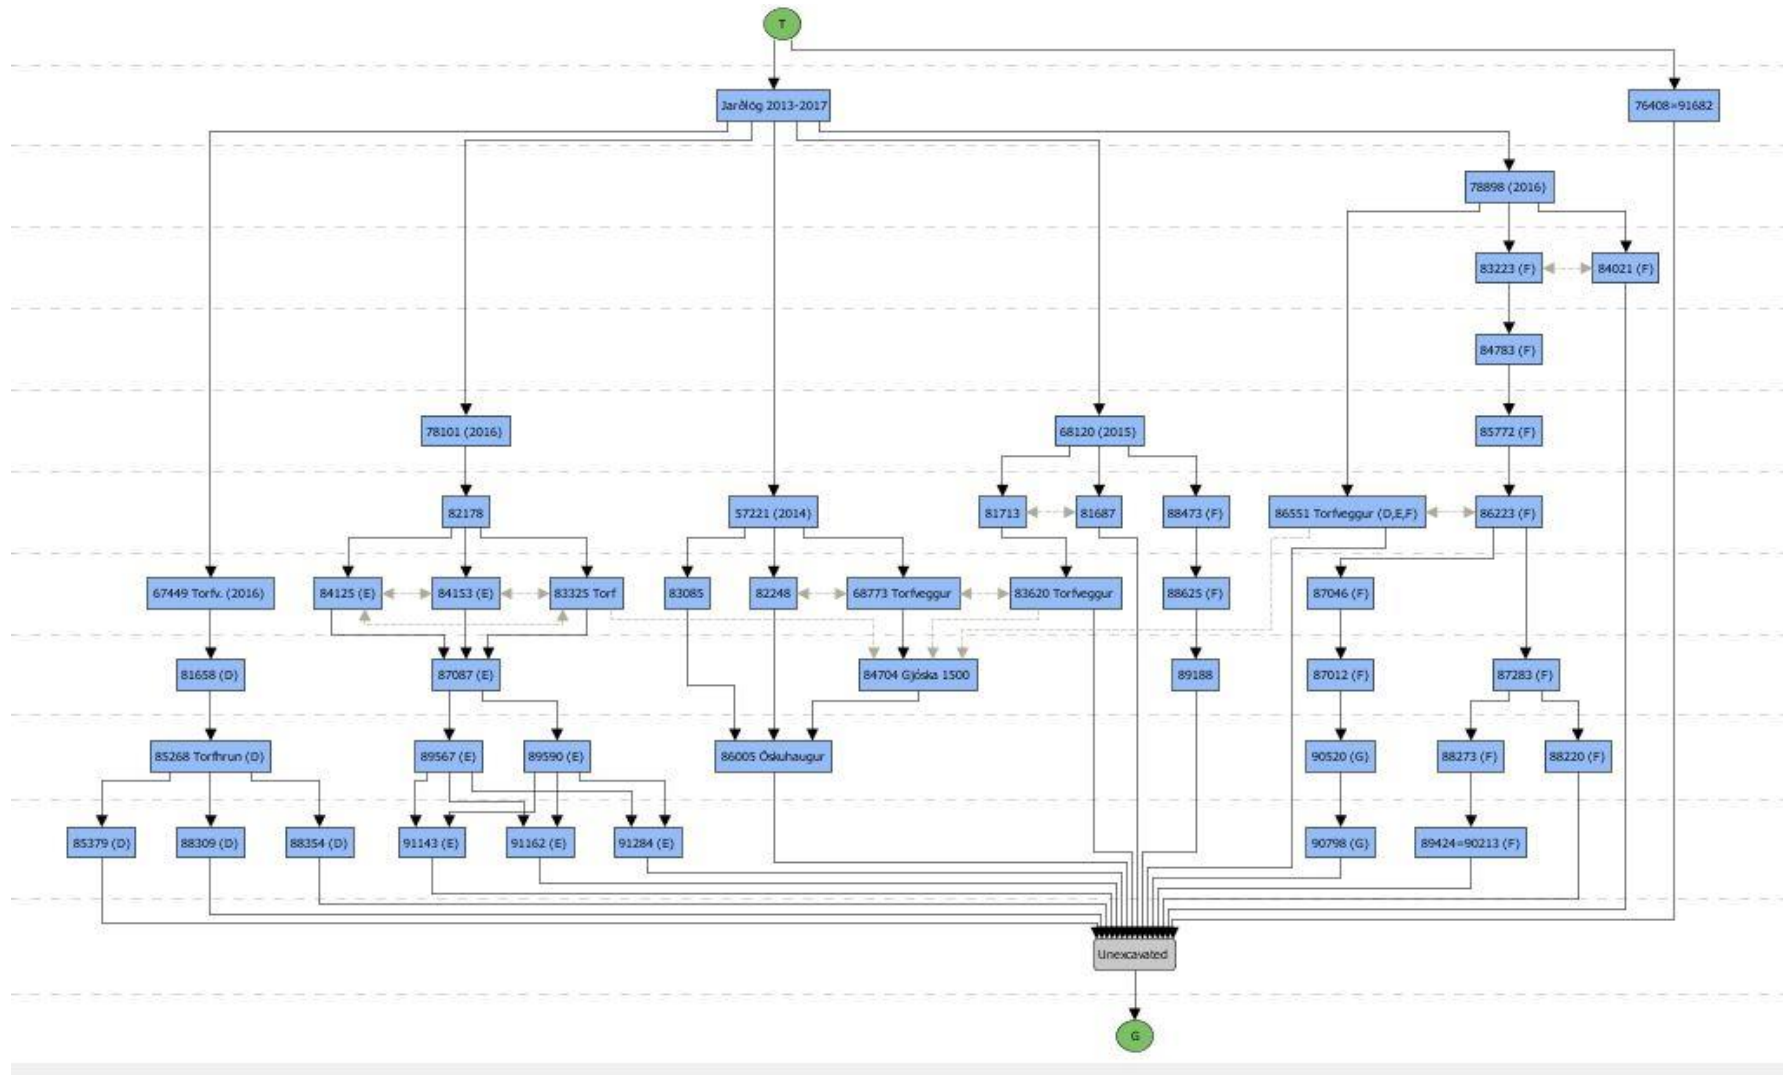 T
Jarðlög 2013-2017
76408=91682
78898 (2016)
83223 (F)
84021 (F)
84783 (F)
78101 (2016)
68120 (2015)
85772 (F)
82178
57221 (2014)
81713
81687
88473 (F)
86551 Torfveggur (D,E,F)
86223 (F)
67449 Torfv. (2016)
84125 (E)
84153 (E)
83325 Torf
83085
82248
68773 Torfveggur
83620 Torfveggur
88625 (F)
87046 (F)
81658 (D)
87087 (E)
84704 Gjóska 1500
89188
87012 (F)
87283 (F)
85268 Torfhrun (D)
89567 (E)
89590 (E)
86005 Öskuhaugur
90520 (G)
88273 (F)
88220 (F)
85379 (D)
88309 (D)
88354 (D)
91143 (E)
91162 (E)
91284 (E)
90798 (G)
89424=90213 (F)
Unexcavated
G